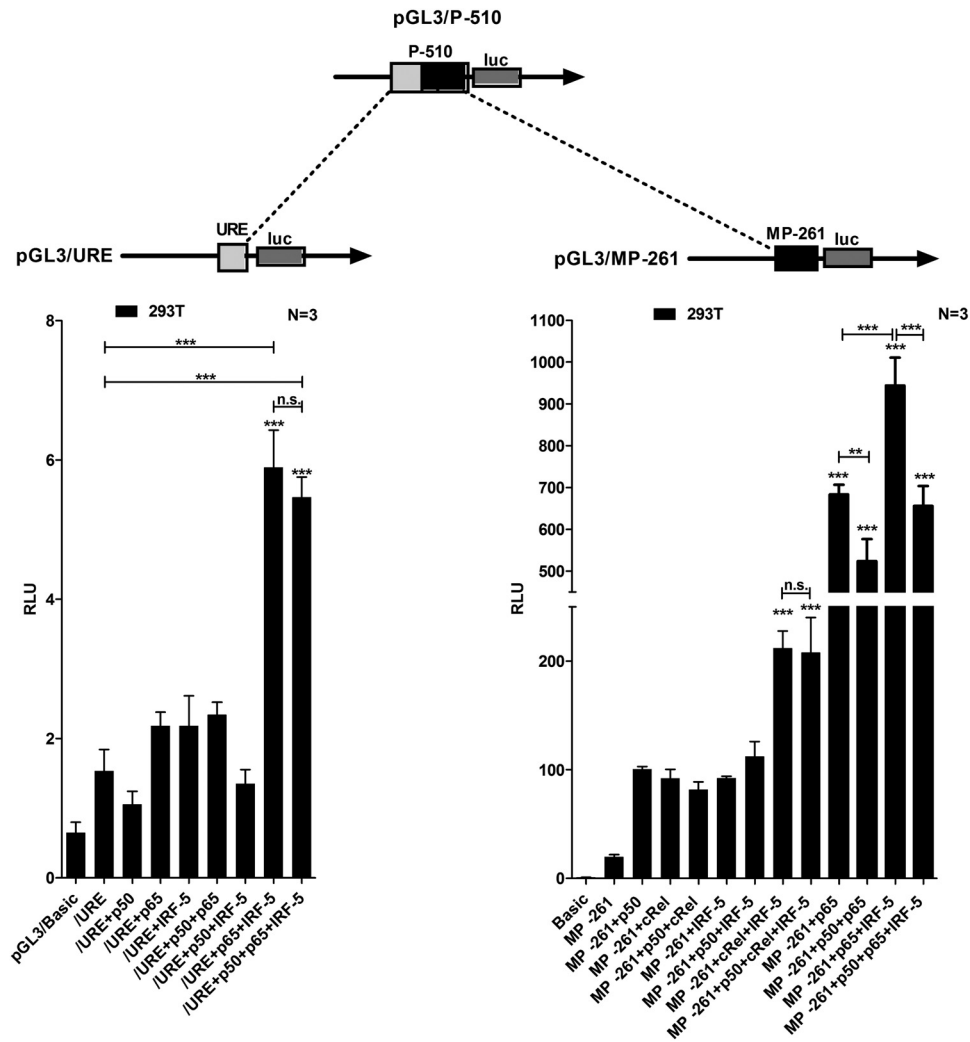 pGL3/P-510
P-510
luc
URE
luc
pGL3/URE
MP-261
luc
pGL3/MP-261
8
6
4
2
0
RLU
293T
N=3
***
***
n.s.
***
***
pGL3/Basic
/URE
/URE+p50
/URE+p65
/URE+IRF-5
/URE+p50+p65
/URE+p50+IRF-5
/URE+p65+IRF-5
/URE+p50+p65+IRF-5
1100
1000
900
800
700
600
500
200
100
0
RLU
293T
N=3
***
***
***
**
***
***
***
n.s.
***
***
Basic
MP -261
MP -261+p50
MP -261+cRel
MP -261+p50+cRel
MP -261+IRF-5
MP -261+p50+IRF-5
MP -261+cRel+IRF-5
MP -261+p50+cRel+IRF-5
MP -261+p65
MP -261+p50+p65
MP -261+p65+IRF-5
MP -261+p50+p65+IRF-5